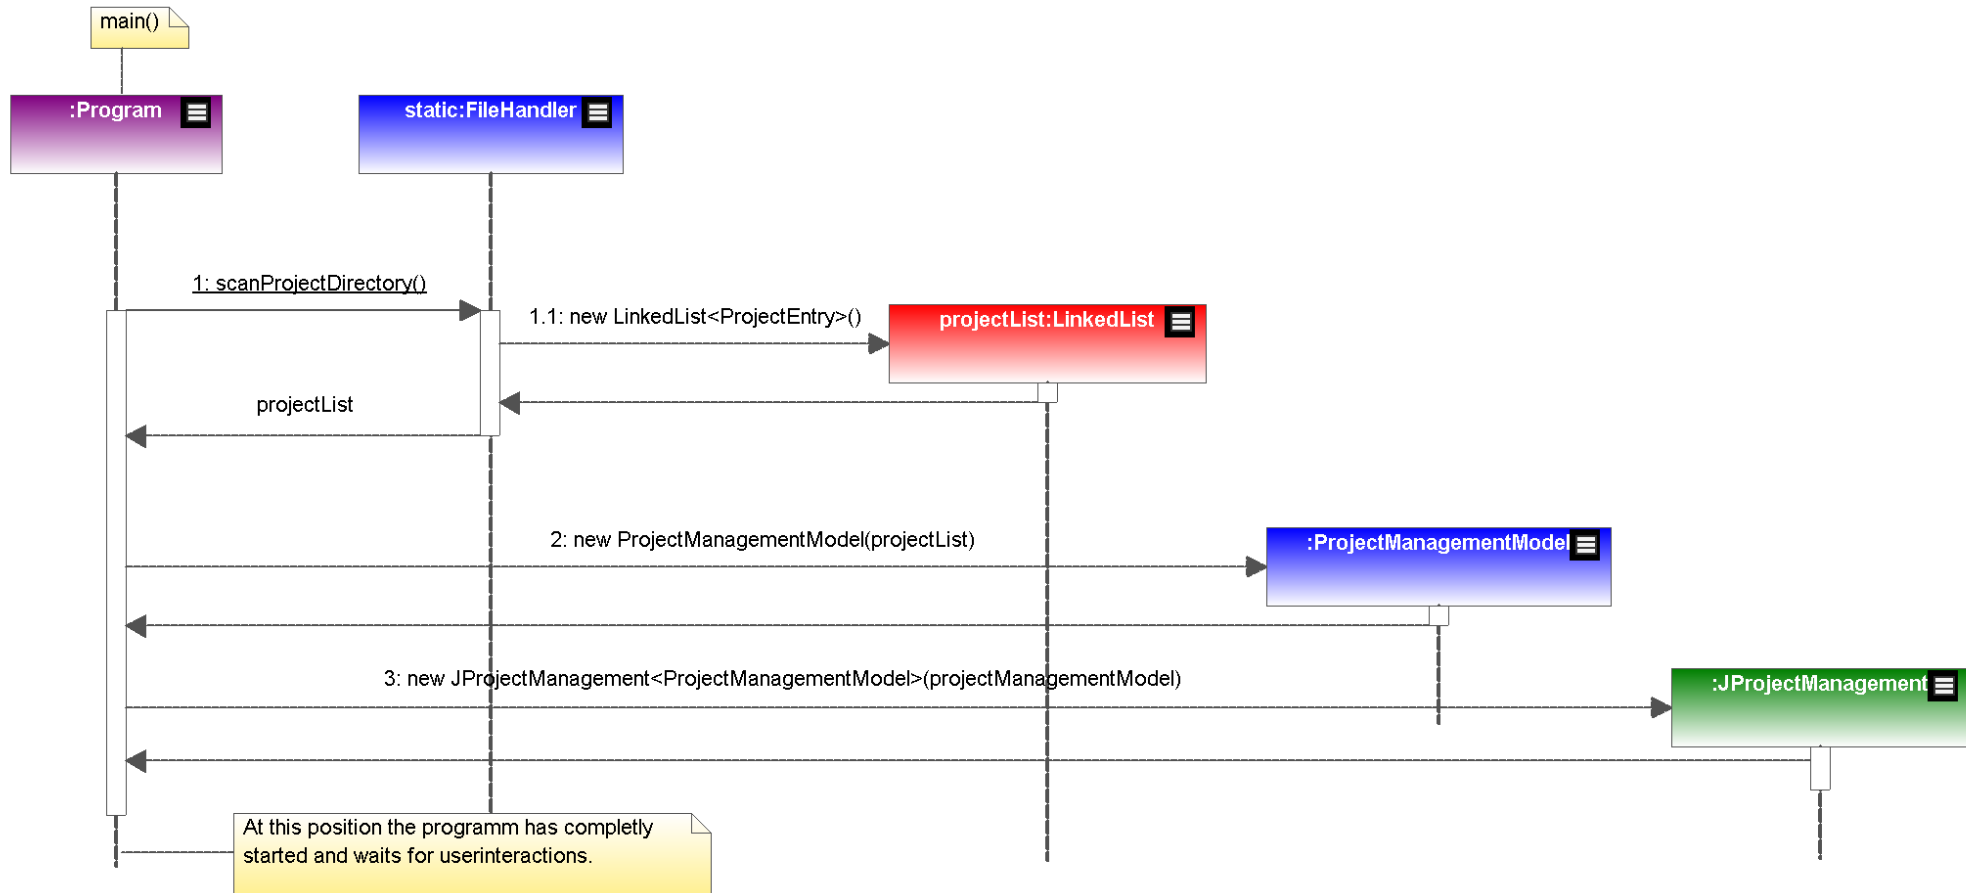 main()
:Program
static:FileHandler
1: scanProjectDirectory()
1.1: new LinkedList<ProjectEntry>()
projectList:LinkedList
projectList
2: new ProjectManagementModel(projectList)
:ProjectManagementModel
3: new JProjectManagement<ProjectManagementModel>(projectManagementModel)
:JProjectManagement
At this position the programm has completly
started and waits for userinteractions.